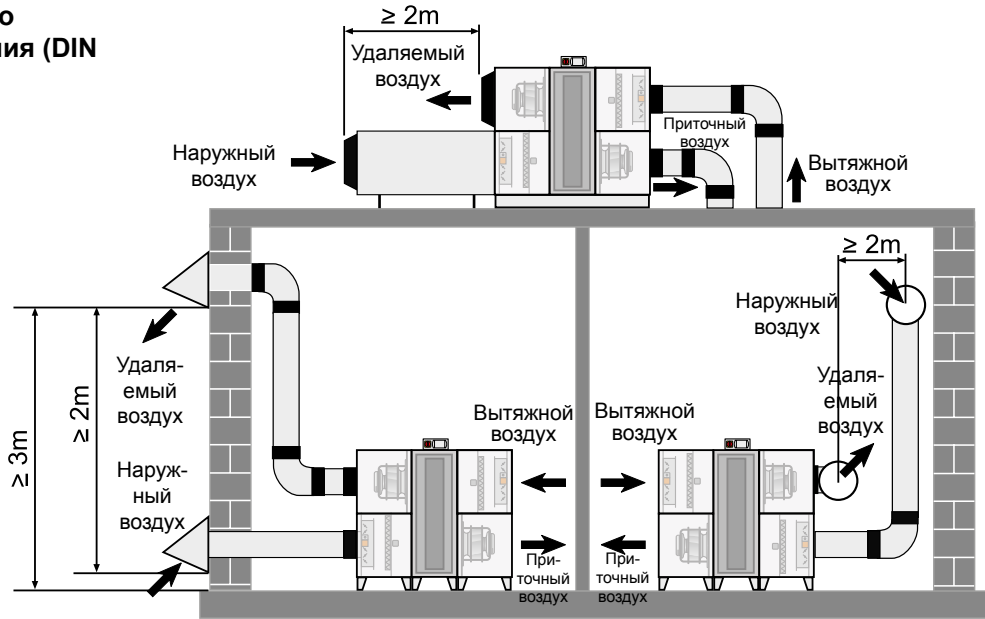 о
ния (DIN
≥ 2m
Удаляемый
воздух
Наружный
воздух
Приточный
воздух
Вытяжной
воздух
≥ 2m
Наружный
воздух
Удаля-
емый
воздух
Удаля-
емый
воздух
≥ 2m
≥ 3m
Наруж-
ный
воздух
Вытяжной
воздух
Вытяжной
воздух
При-
точный
воздух
При-
точный
воздух